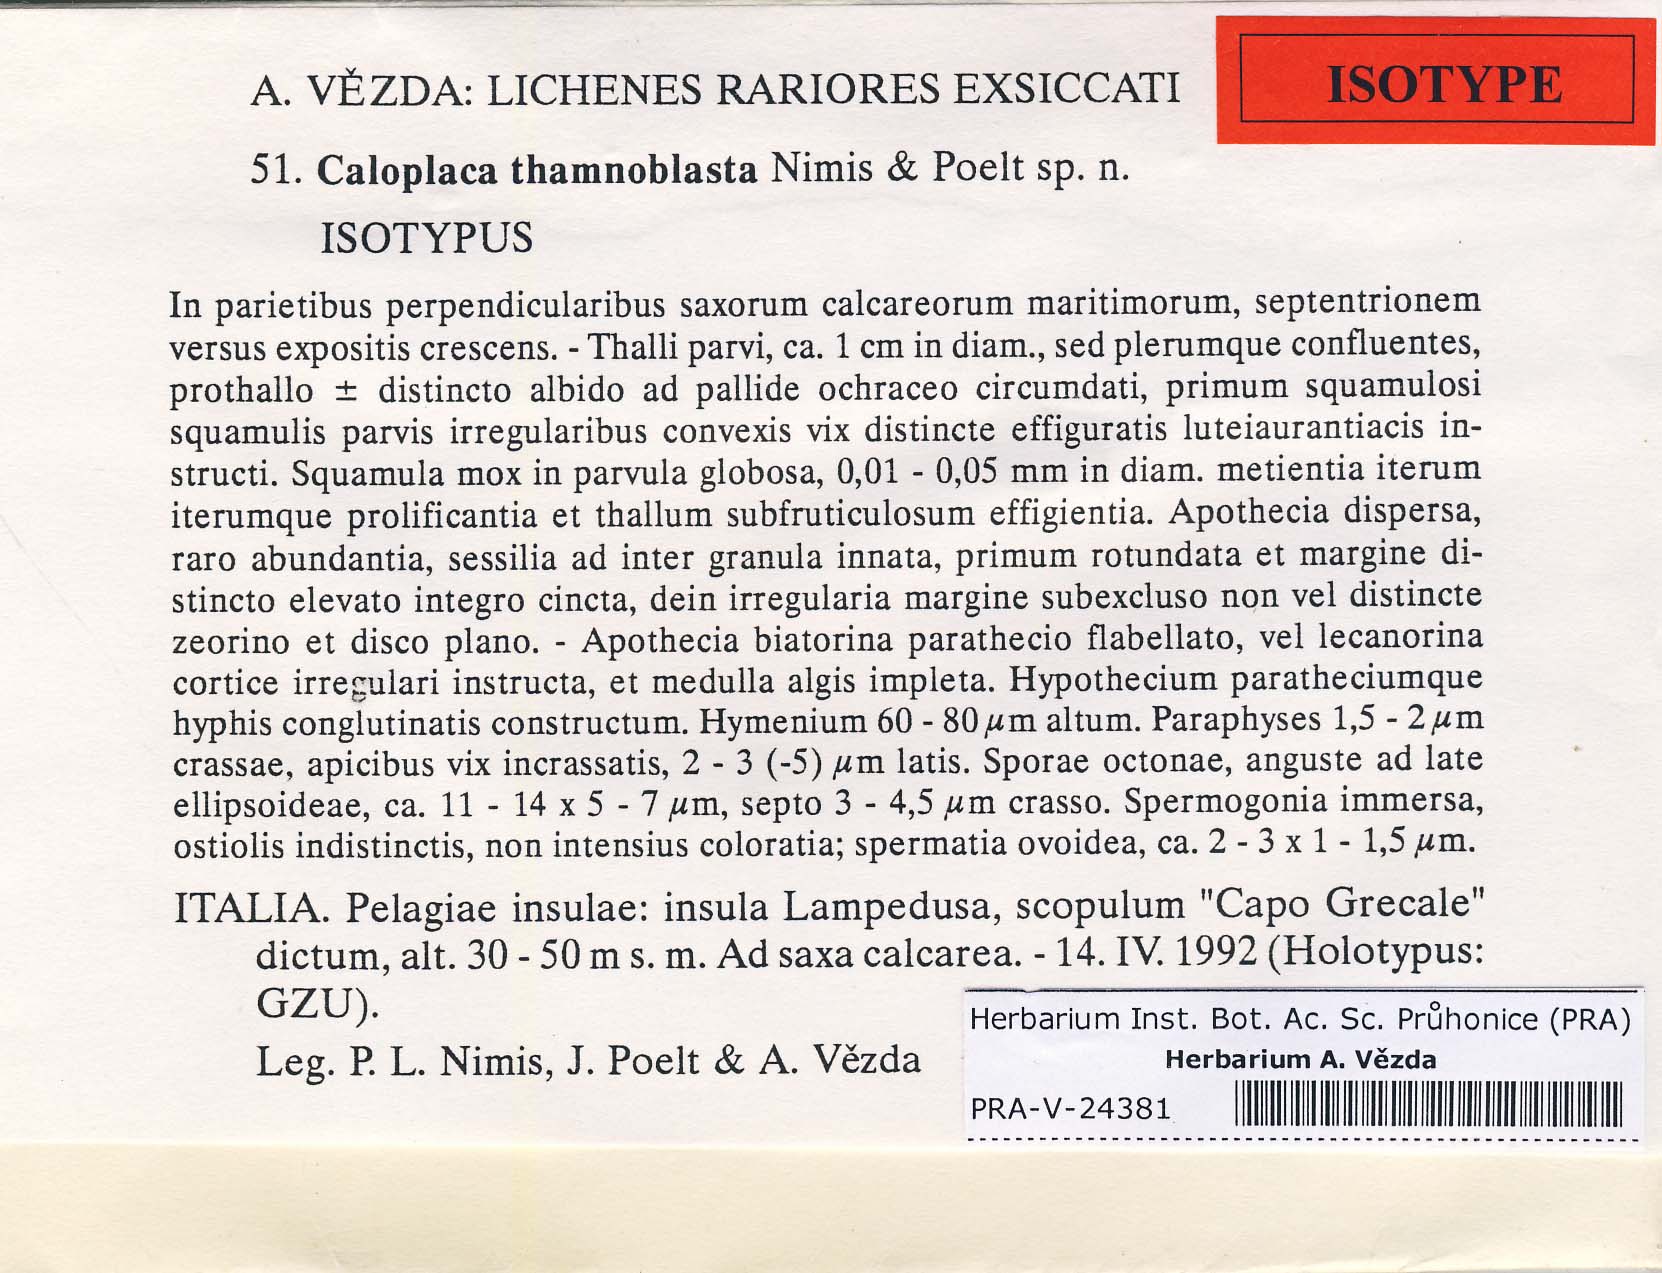 A. VĚZDA: LICHENES RARIORES EXSICCATI
ISOTYPE
51. Caloplaca thamnoblasta Nimis & Poelt sp. n.
ISOTYPUS
In parietibus perpendicularibus saxorum calcareorum maritimorum, septentrionem
versus expositis crescens. - Thalli parvi, ca. 1 cm in diam., sed plerumque confluentes,
prothallo ± distincto albido ad pallide ochraceo circumdati, primum squamulosi
squamulis parvis irregularibus convexis vix distincte effiguratis luteiaurantiacis in-
structi. Squamula mox in parvula globosa, 0,01 - 0,05 mm in diam. metientia iterum
iterumque prolificantia et thallum subfruticulosum effigientia. Apothecia dispersa,
raro abundantia, sessilia ad inter granula innata, primum rotundata et margine di-
stincto elevato integro cincta, dein irregularia margine subexcluso non vel distincte
zeorino et disco plano. - Apothecia biatorina parathecio flabellato, vel lecanorina
cortice irregulari instructa, et medulla algis impleta. Hypothecium paratheciumque
hyphis conglutinatis constructum. Hymenium 60 - 80 μm altum. Paraphyses 1,5 - 2 μm
crassae, apicibus vix incrassatis, 2 - 3 (-5) μm latis. Sporae octonae, anguste ad late
ellipsoideae, ca. 11 - 14 x 5 - 7 μm, septo 3 - 4,5 μm crasso. Spermogonia immersa,
ostiolis indistinctis, non intensius coloratia; spermatia ovoidea, ca. 2 - 3 x 1 - 1,5 μm.
ITALIA. Pelagiae insulae: insula Lampedusa, scopulum "Capo Grecale"
dictum, alt. 30 - 50 m s. m. Ad saxa calcarea. - 14. IV. 1992 (Holotypus:
GZU).
Leg. P. L. Nimis, J. Poelt & A. Vězda
Herbarium Inst. Bot. Ac. Sc. Průhonice (PRA)
Herbarium A. Vězda
PRA-V-24381